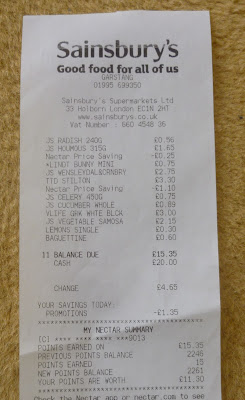 Sainsbury's
Good food for all of us
GARSTANG
01995 699350
Sainsbury's Supermarkets Ltd
33 Holborn London EC1N 2HT
www.sainsburys.co.uk
Vat Number : 660 4548 36
JS RADISH 240G £0.56
JS HOUMOUS 315G £1.65
Nectar Price Saving -£0.25
*LINDT BUNNY MINI £0.75
JS WENSLEYDAL&CRNBRY £2.75
TTD STILTON £3.30
Nectar Price Saving -£1.10
JS CELERY 450G £0.75
JS CUCUMBER WHOLE £0.89
VLIFE GRK WHTE BLCK £3.00
JS VEGETABLE SAMOSA £2.15
LEMONS SINGLE £0.30
BAGUETTINE £0.60
11 BALANCE DUE £15.35
CASH £20.00
CHANGE £4.65
YOUR SAVINGS TODAY:
PROMOTIONS -£1.35
************************************
MY NECTAR SUMMARY
[C] **** **** **** ***9013
POINTS EARNED ON £15.35
PREVIOUS POINTS BALANCE 2246
POINTS EARNED 15
NEW POINTS BALANCE 2261
YOUR POINTS ARE WORTH £11.30
************************************
Check the Nectar app or nectar.com to see